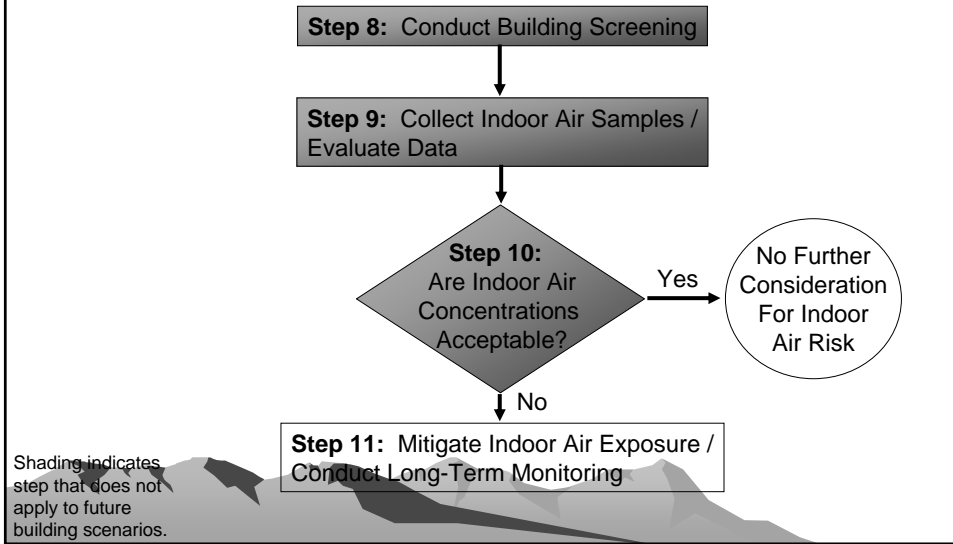 Step 8: Conduct Building Screening
Step 9: Collect Indoor Air Samples /
Evaluate Data
Step 10:
Are Indoor Air
Concentrations
Acceptable?
Yes
No Further
Consideration
For Indoor
Air Risk
No
Step 11: Mitigate Indoor Air Exposure /
Conduct Long-Term Monitoring
Shading indicates
step that does not
apply to future
building scenarios.